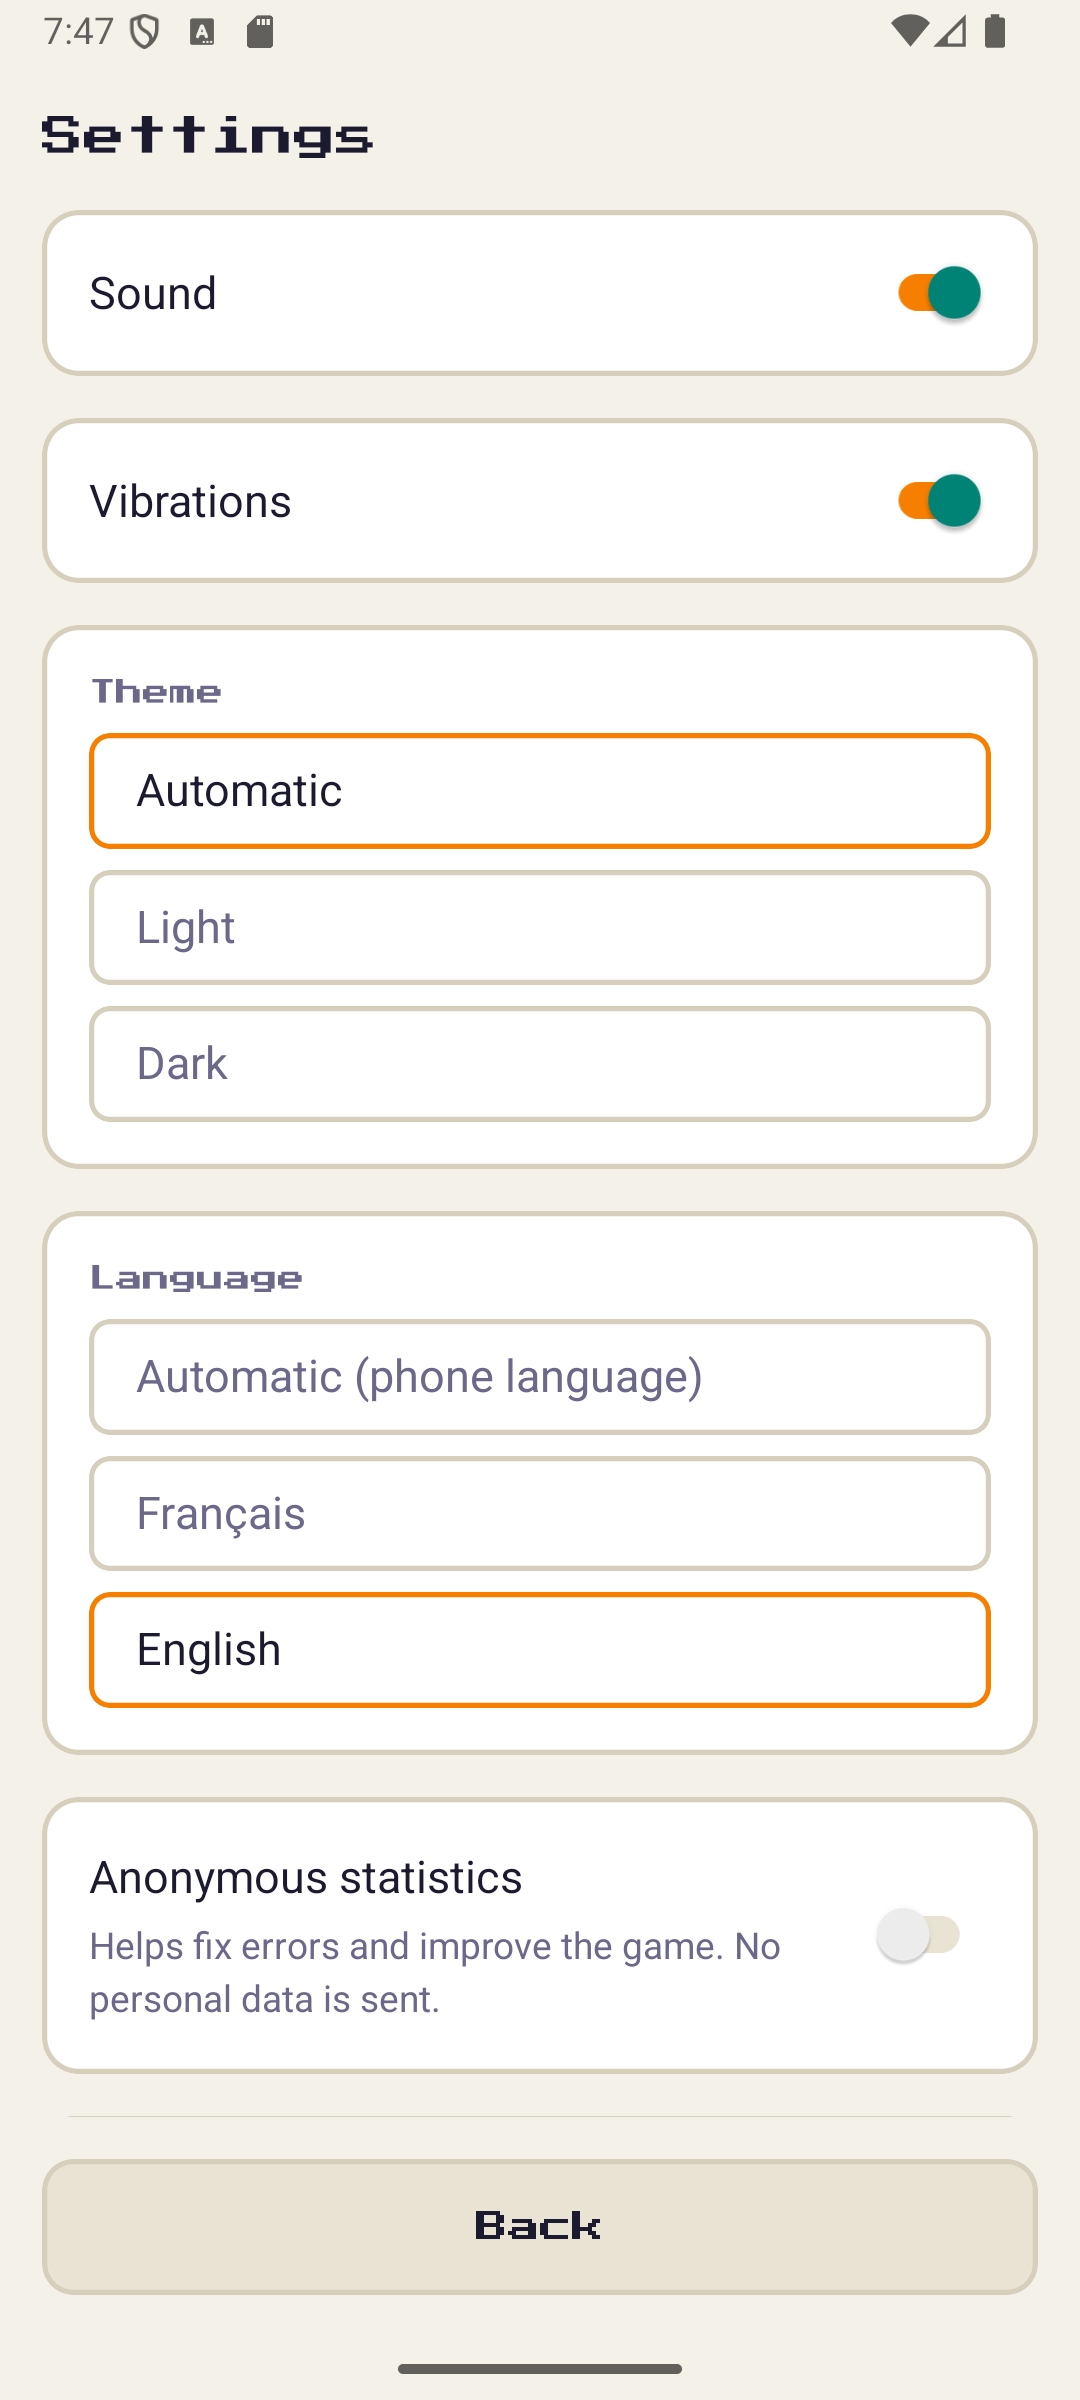 7:47
Settings
Sound
Vibrations
Theme
Automatic
Light
Dark
Language
Automatic (phone language)
Français
English
Anonymous statistics
Helps fix errors and improve the game. No
personal data is sent.
Back